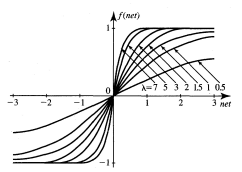 f(net)
1
λ=7 5 3 2 1.5 1 0.5
0
−3 −2 −1 1 2 3 net
−1